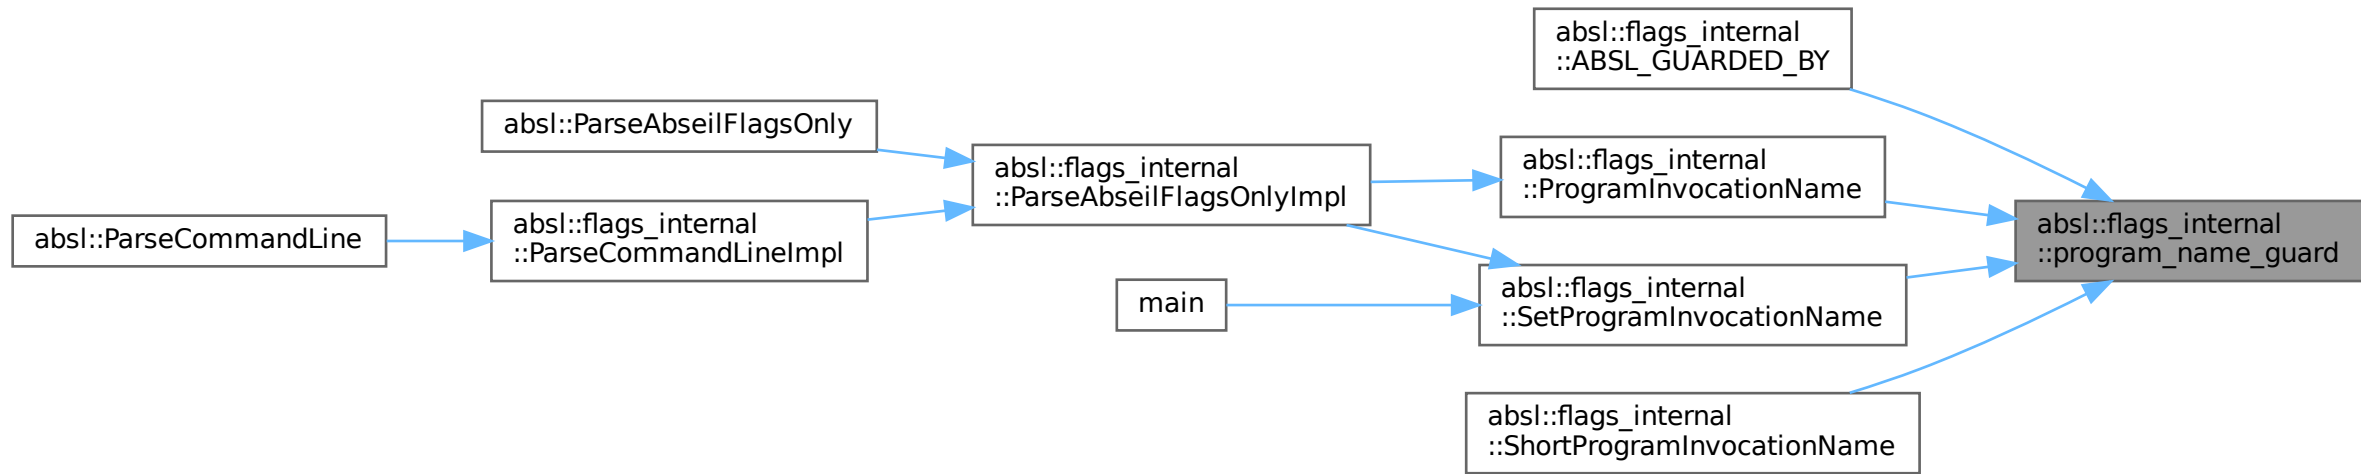 absl::ParseCommandLine
absl::ParseAbseilFlagsOnly
absl::flags_internal
::ParseCommandLineImpl
absl::flags_internal
::ParseAbseilFlagsOnlyImpl
main
absl::flags_internal
::ABSL_GUARDED_BY
absl::flags_internal
::ProgramInvocationName
absl::flags_internal
::SetProgramInvocationName
absl::flags_internal
::ShortProgramInvocationName
absl::flags_internal
::program_name_guard